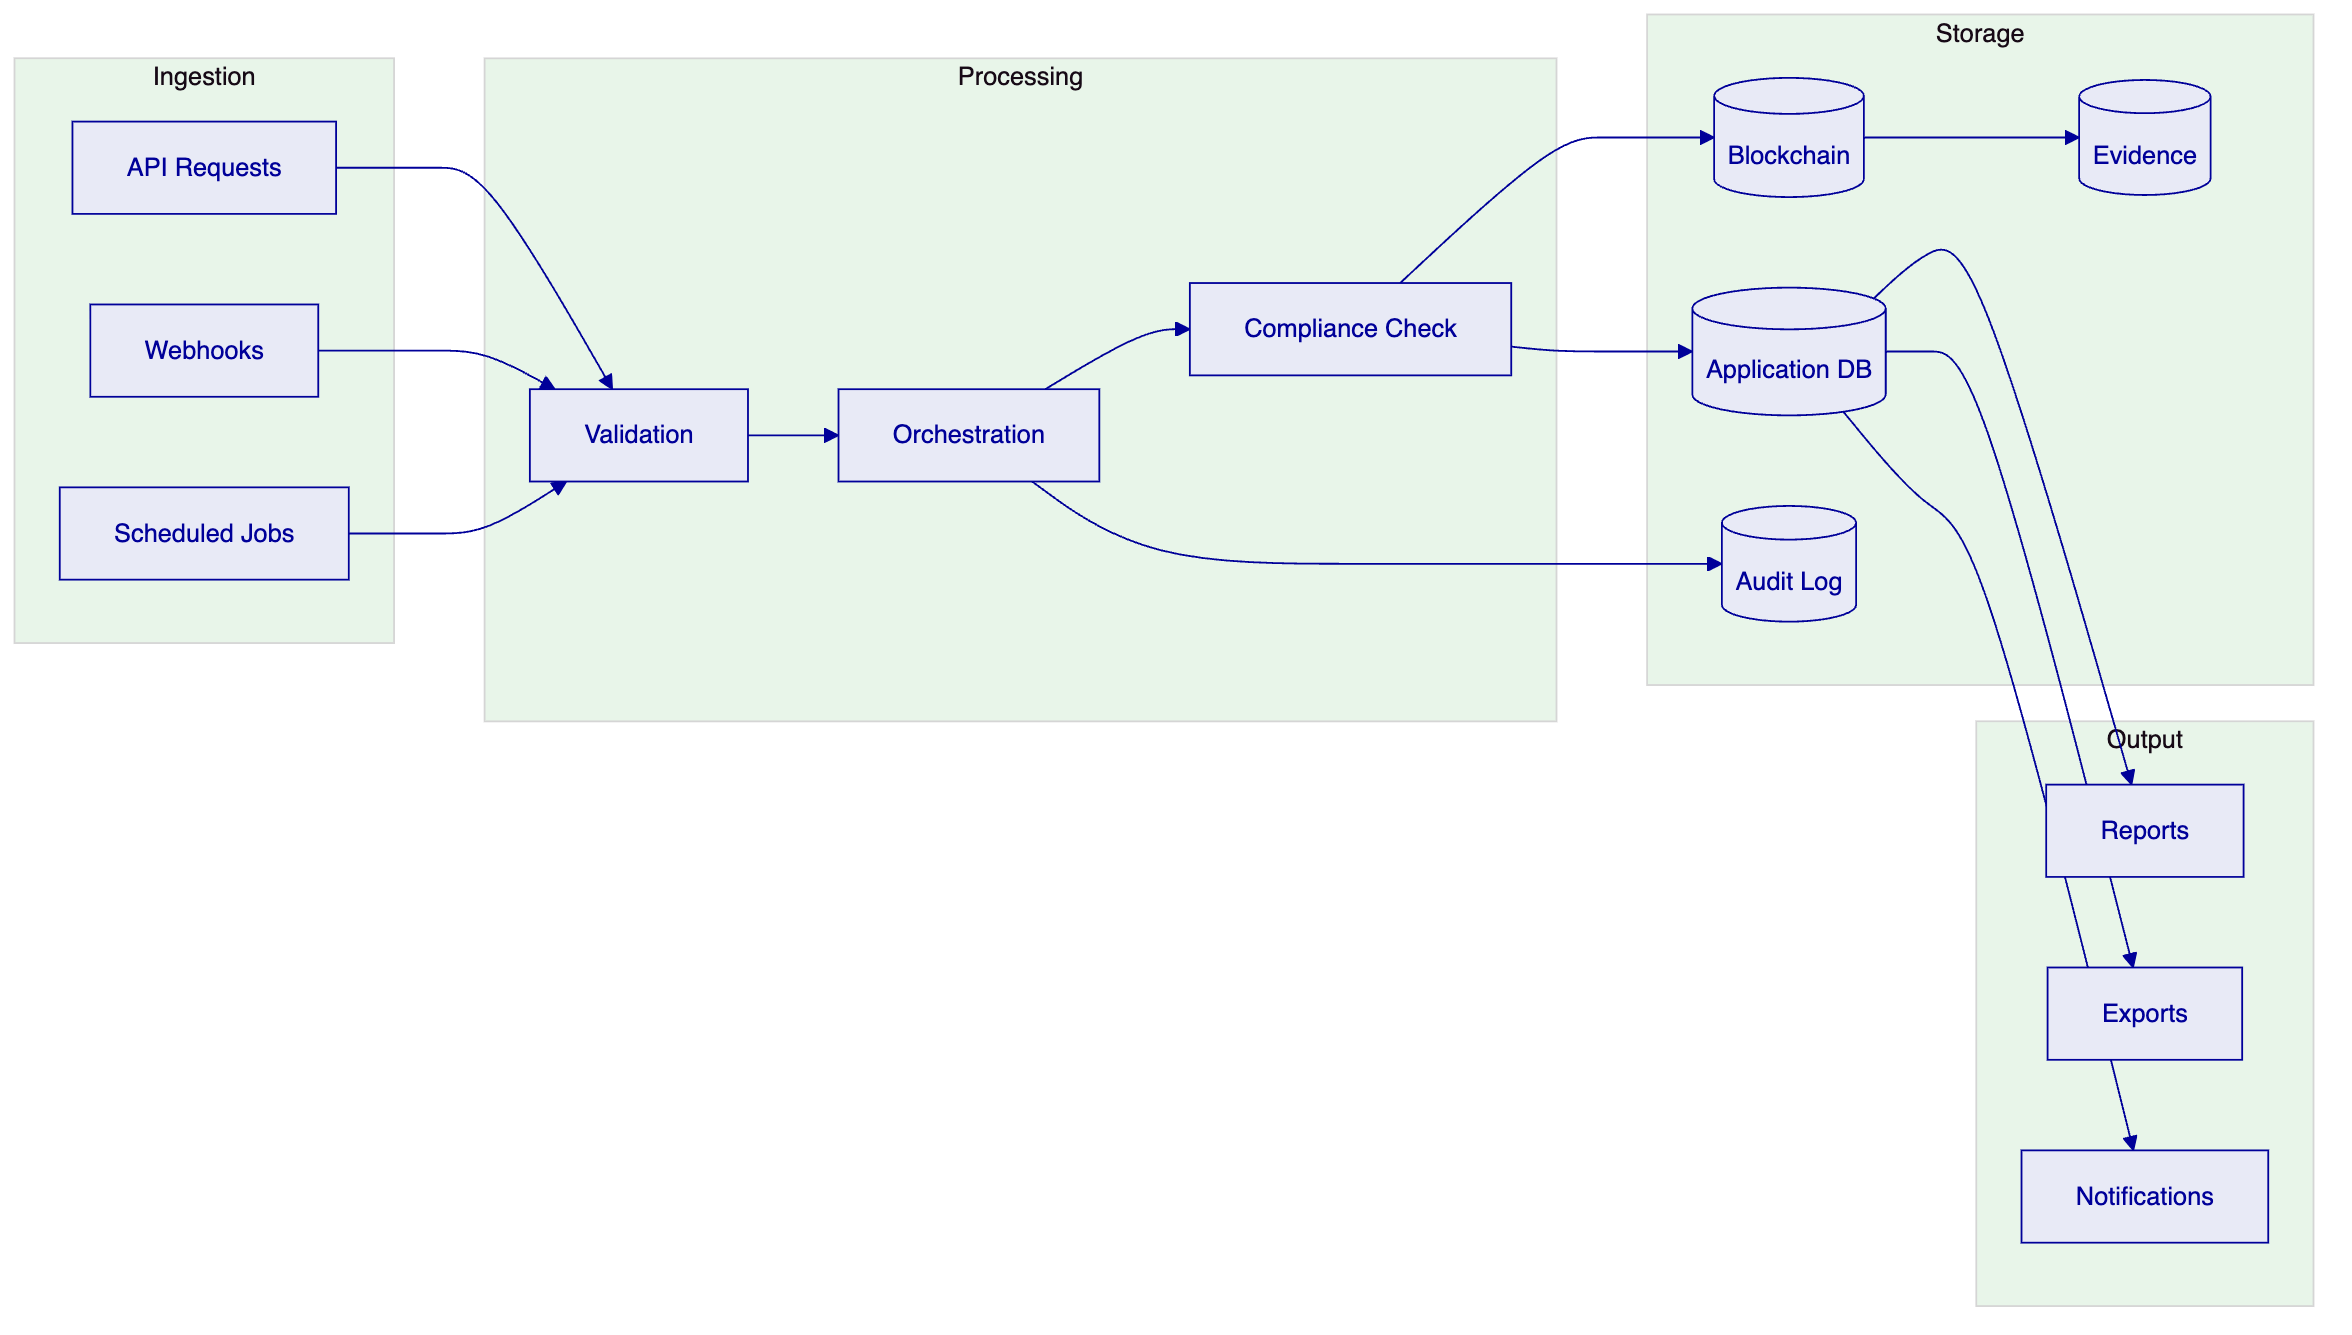 Ingestion
API Requests
Webhooks
Scheduled Jobs
Processing
Validation
Orchestration
Compliance Check
Storage
Blockchain
Evidence
Application DB
Audit Log
Output
Reports
Exports
Notifications